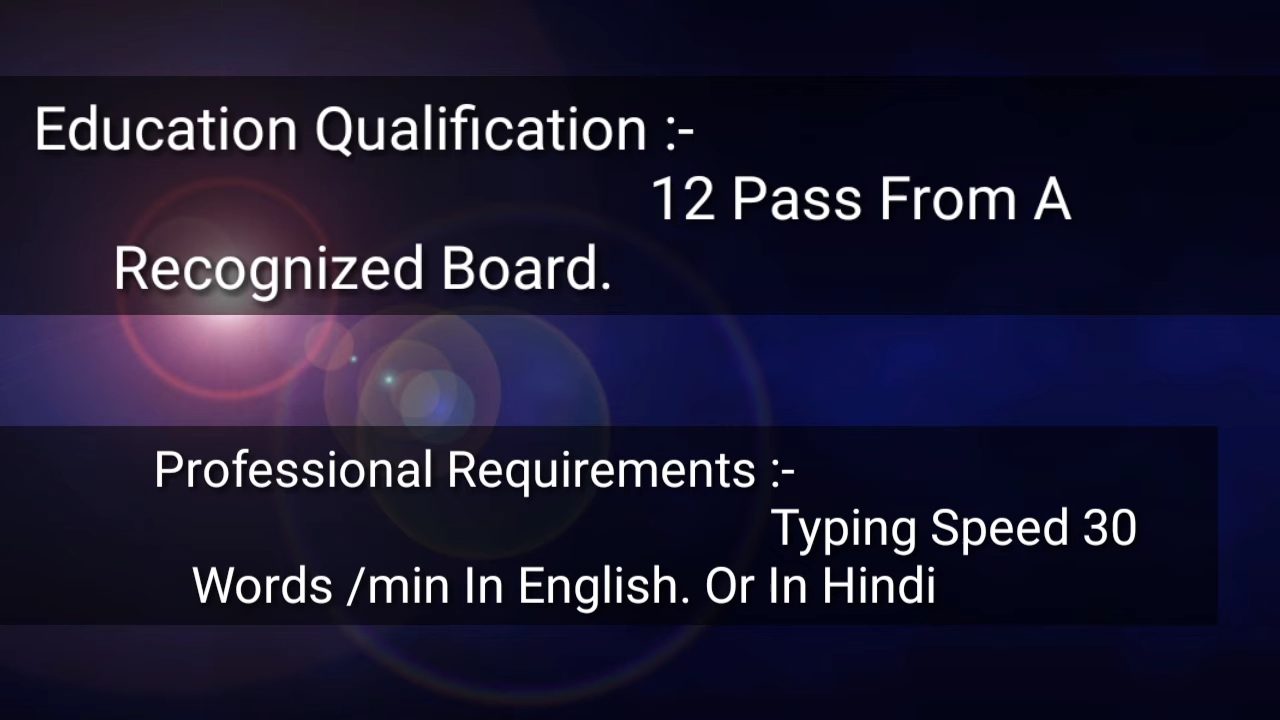 Education Qualification :-
12 Pass From A
Recognized Board.
Professional Requirements :-
Typing Speed 30
Words /min In English. Or In Hindi